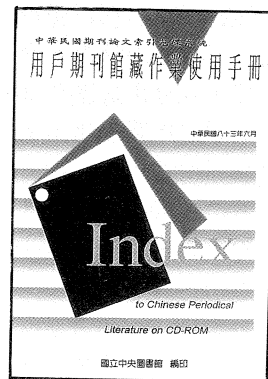 中華民國期刊論文索引光碟系統
用戶期刊館藏作業使用手冊
中華民國八十三年六月
Index
to Chinese Periodical
Literature on CD-ROM
國立中央圖書館 編印